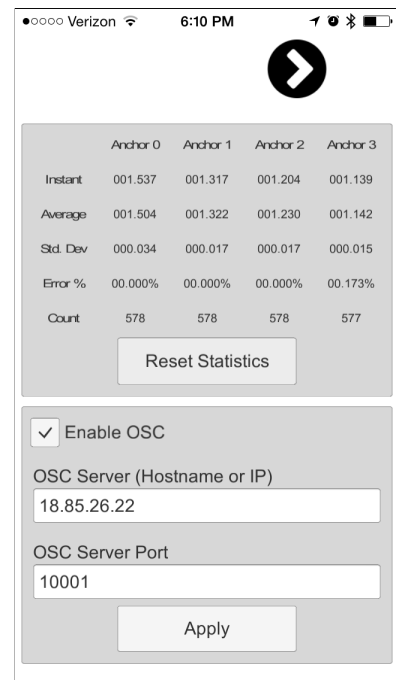 Verizon 6:10 PM
Anchor 0 Anchor 1 Anchor 2 Anchor 3
Instant 001.537 001.317 001.204 001.139
Average 001.504 001.322 001.230 001.142
Std. Dev 000.034 000.017 000.017 000.015
Error % 00.000% 00.000% 00.000% 00.173%
Count 578 578 578 577
Reset Statistics
Enable OSC
OSC Server (Hostname or IP)
18.85.26.22
OSC Server Port
10001
Apply